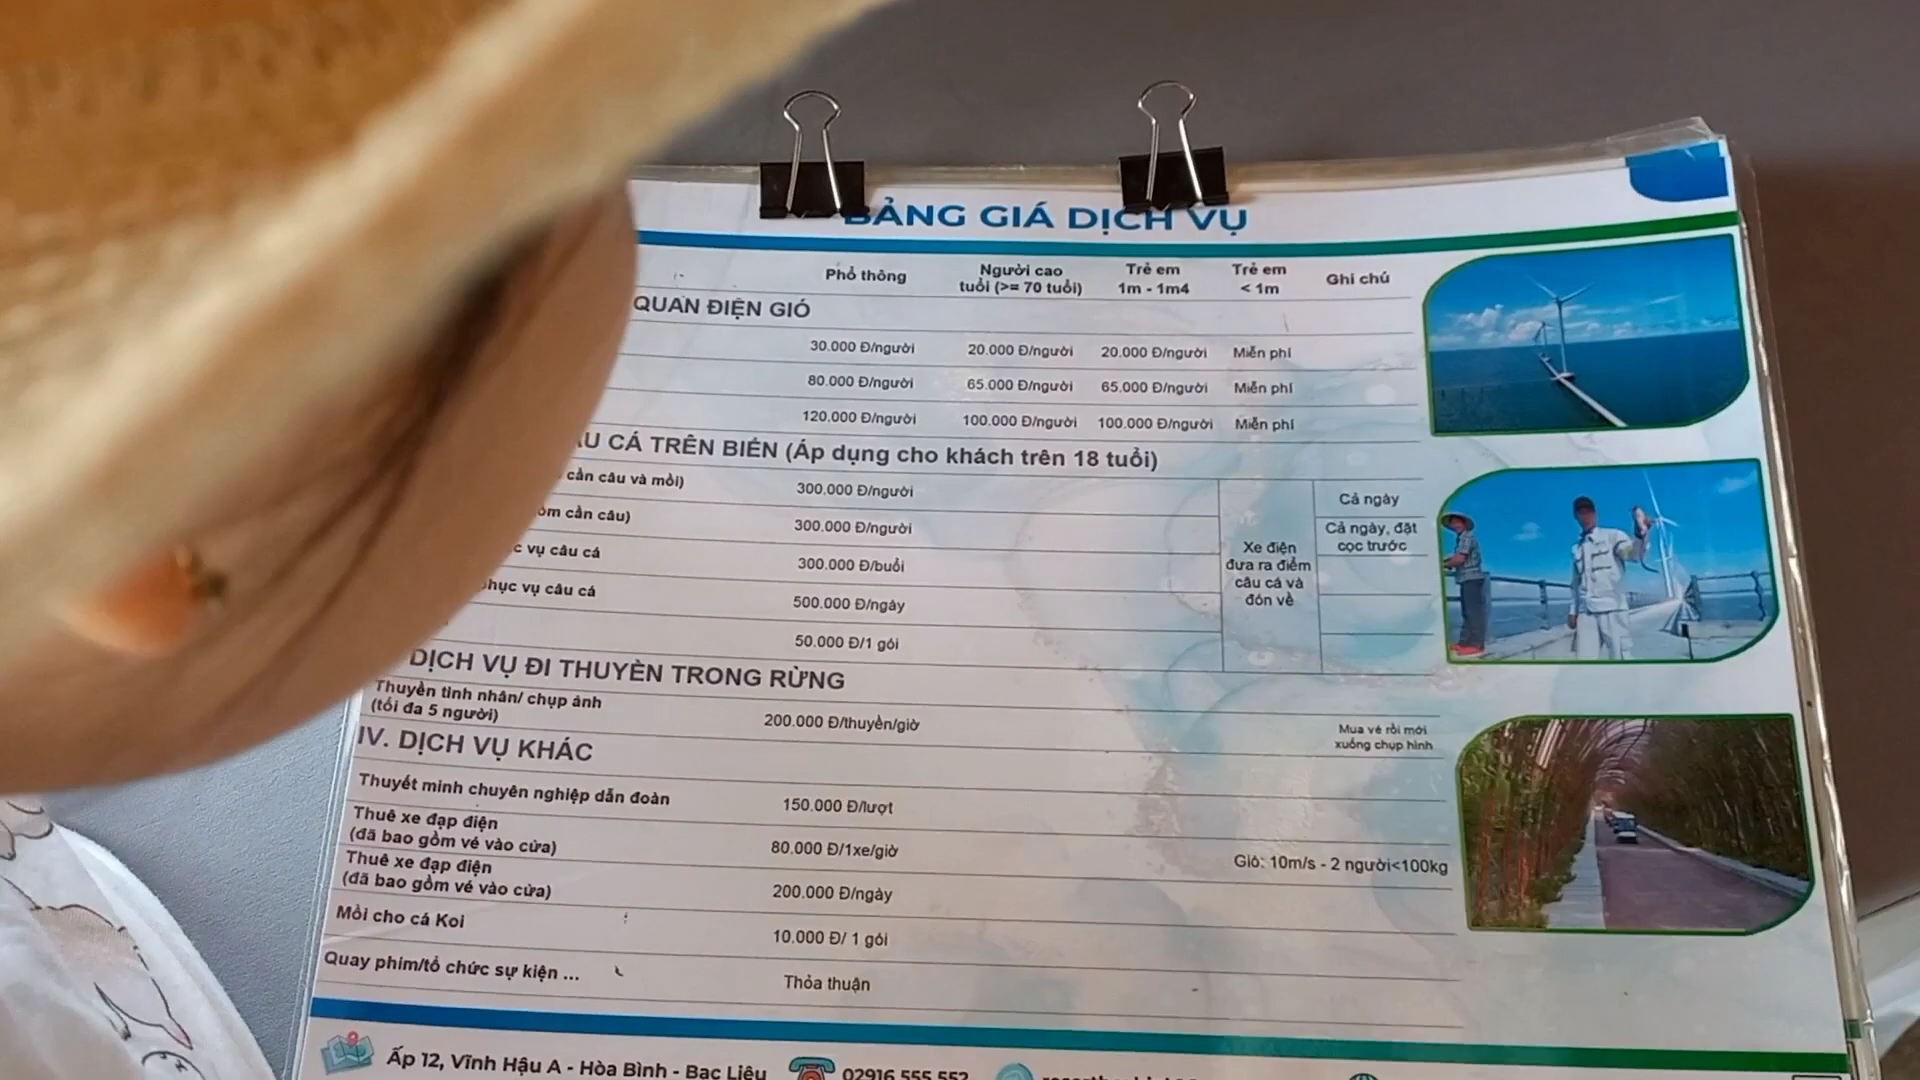 BẢNG GIÁ DỊCH VỤ
Phổ thông
Người cao
tuổi (>= 70 tuổi)
Trẻ em
1m - 1m4
Trẻ em
< 1m
Ghi chú
QUAN ĐIỆN GIÓ
30.000 Đ/người 20.000 Đ/người 20.000 Đ/người Miễn phí
80.000 Đ/người 65.000 Đ/người 65.000 Đ/người Miễn phí
120.000 Đ/người 100.000 Đ/người 100.000 Đ/người Miễn phí
CÁ TRÊN BIỂN (Áp dụng cho khách trên 18 tuổi)
cần câu và mồi) 300.000 Đ/người Cả ngày
cần câu) 300.000 Đ/người
Cả ngày, đặt
cọc trước
vụ câu cá 300.000 Đ/buổi
phục vụ câu cá 500.000 Đ/ngày
50.000 Đ/1 gói
Xe điện
đưa ra điểm
câu cá và
đón về
DỊCH VỤ ĐI THUYỀN TRONG RỪNG
Thuyền tình nhân/ chụp ảnh
(tối đa 5 người) 200.000 Đ/thuyền/giờ
Mua vé rồi mới
xuống chụp hình
IV. DỊCH VỤ KHÁC
Thuyết minh chuyên nghiệp dẫn đoàn 150.000 Đ/lượt
Thuê xe đạp điện
(đã bao gồm vé vào cửa) 80.000 Đ/1xe/giờ Gió: 10m/s - 2 người<100kg
Thuê xe đạp điện
(đã bao gồm vé vào cửa) 200.000 Đ/ngày
Mồi cho cá Koi 10.000 Đ/ 1 gói
Quay phim/tổ chức sự kiện ... Thỏa thuận
Ấp 12, Vĩnh Hậu A - Hòa Bình - Bạc Liêu 02916 555 552